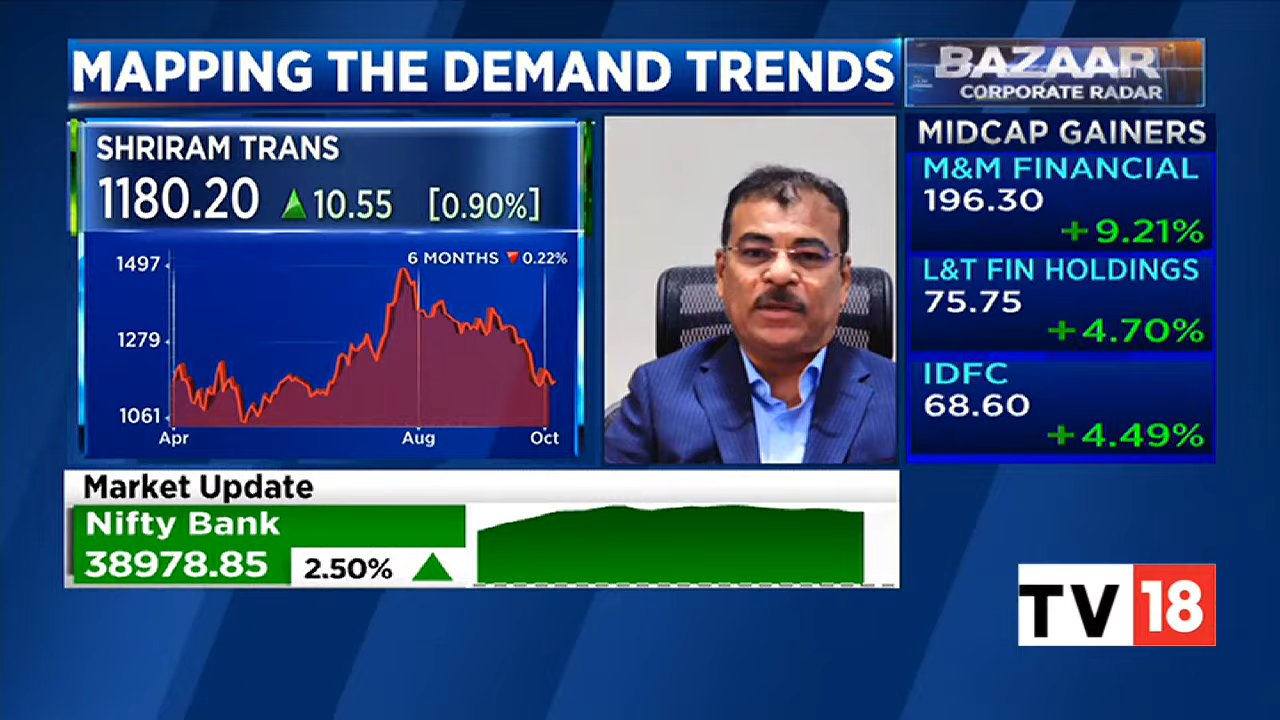 MAPPING THE DEMAND TRENDS
BAZAAR
CORPORATE RADAR
SHRIRAM TRANS
1180.20 ▲ 10.55 [0.90%]
6 MONTHS ▼ 0.22%
1497
1279
1061
Apr Aug Oct
MIDCAP GAINERS
M&M FINANCIAL
196.30
+9.21%
L&T FIN HOLDINGS
75.75
+4.70%
IDFC
68.60
+4.49%
Market Update
Nifty Bank
38978.85 2.50% ▲
TV18